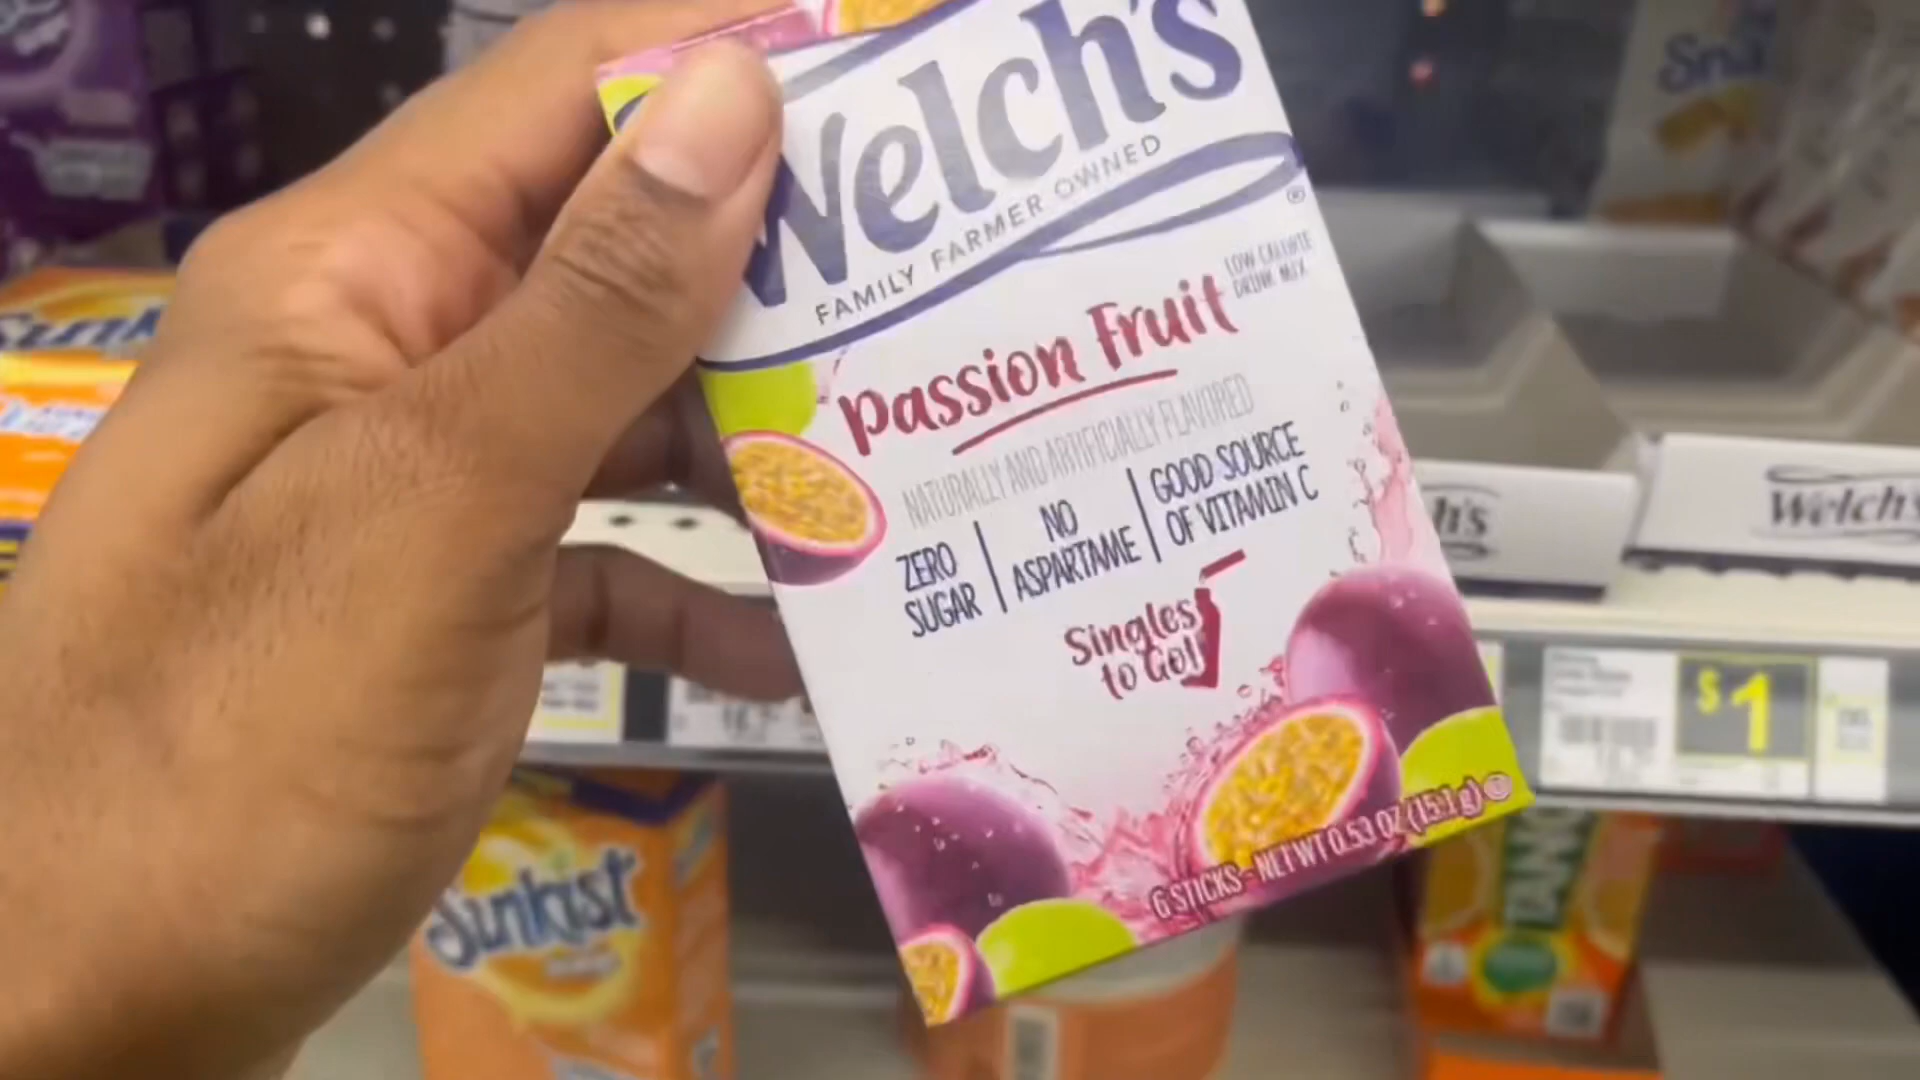 Welch's
FAMILY FARMER OWNED
®
LOW CALORIE
DRINK MIX
Passion Fruit
NATURALLY AND ARTIFICIALLY FLAVORED
ZERO
SUGAR
NO
ASPARTAME
GOOD SOURCE
OF VITAMIN C
Singles
to Go!
6 STICKS - NET WT 0.53 OZ (15.1 g)
Sunkist
h's
Welch's
$1
TANG